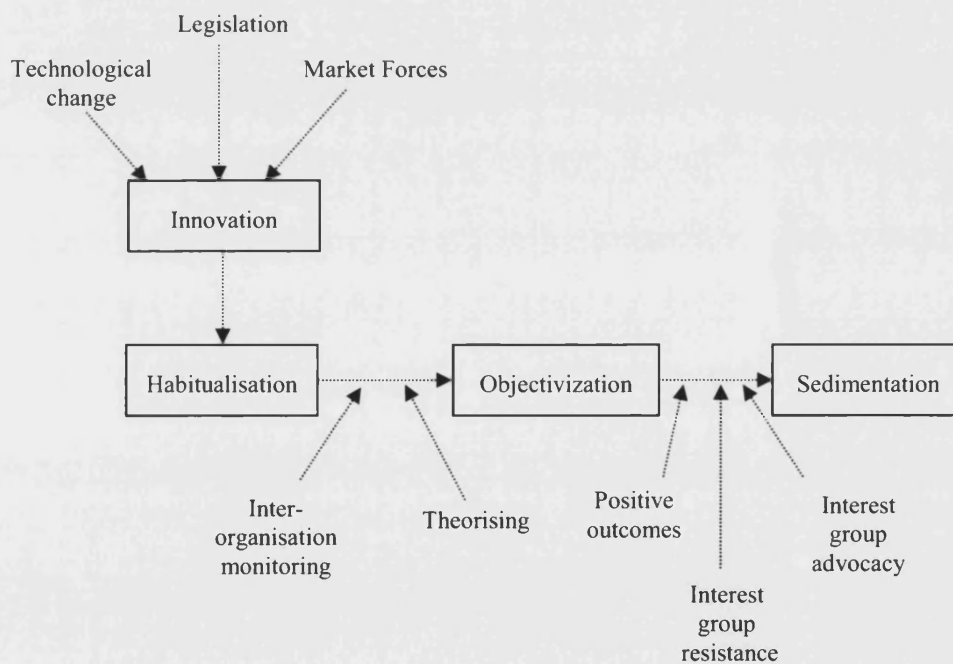 Legislation
Technological
change
Market Forces
Innovation
Habitualisation
Objectivization
Sedimentation
Inter-
organisation
monitoring
Theorising
Positive
outcomes
Interest
group
resistance
Interest
group
advocacy